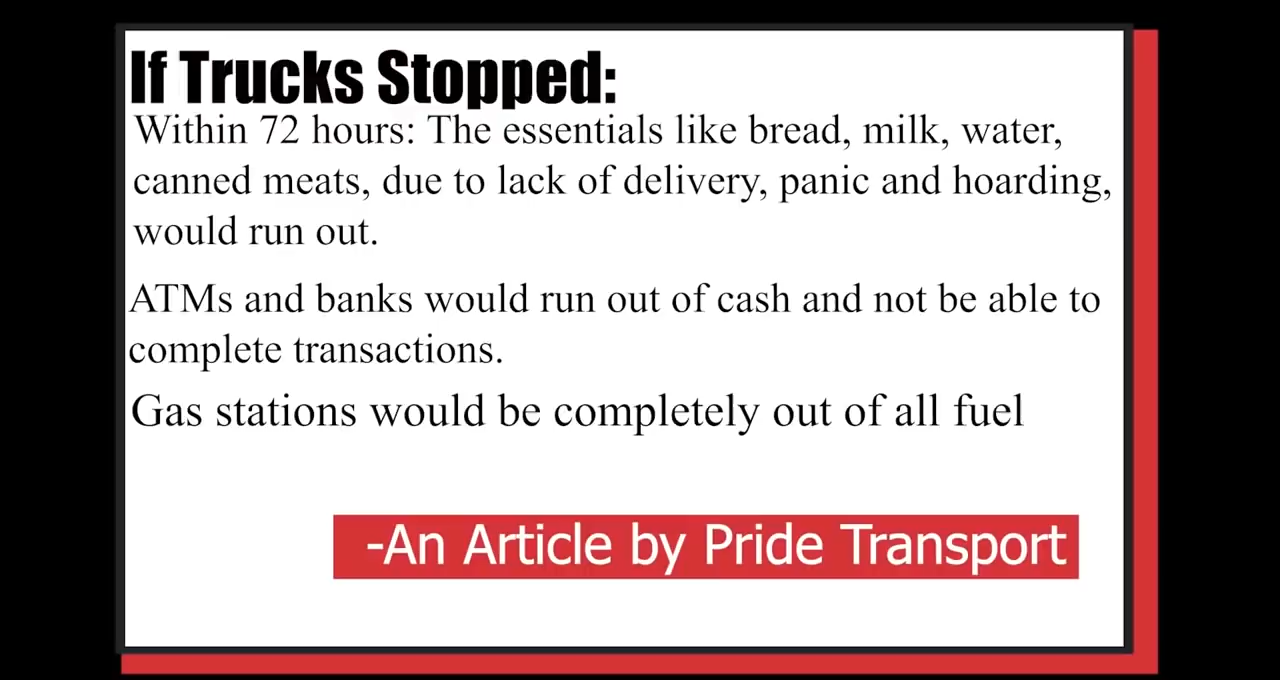 If Trucks Stopped:
Within 72 hours: The essentials like bread, milk, water,
canned meats, due to lack of delivery, panic and hoarding,
would run out.
ATMs and banks would run out of cash and not be able to
complete transactions.
Gas stations would be completely out of all fuel
-An Article by Pride Transport